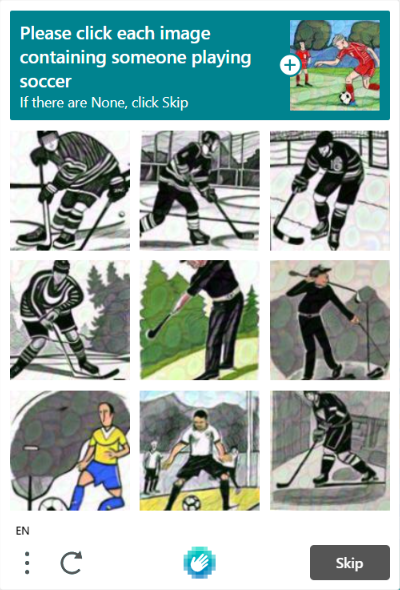 Please click each image
containing someone playing
soccer
If there are None, click Skip
EN
Skip